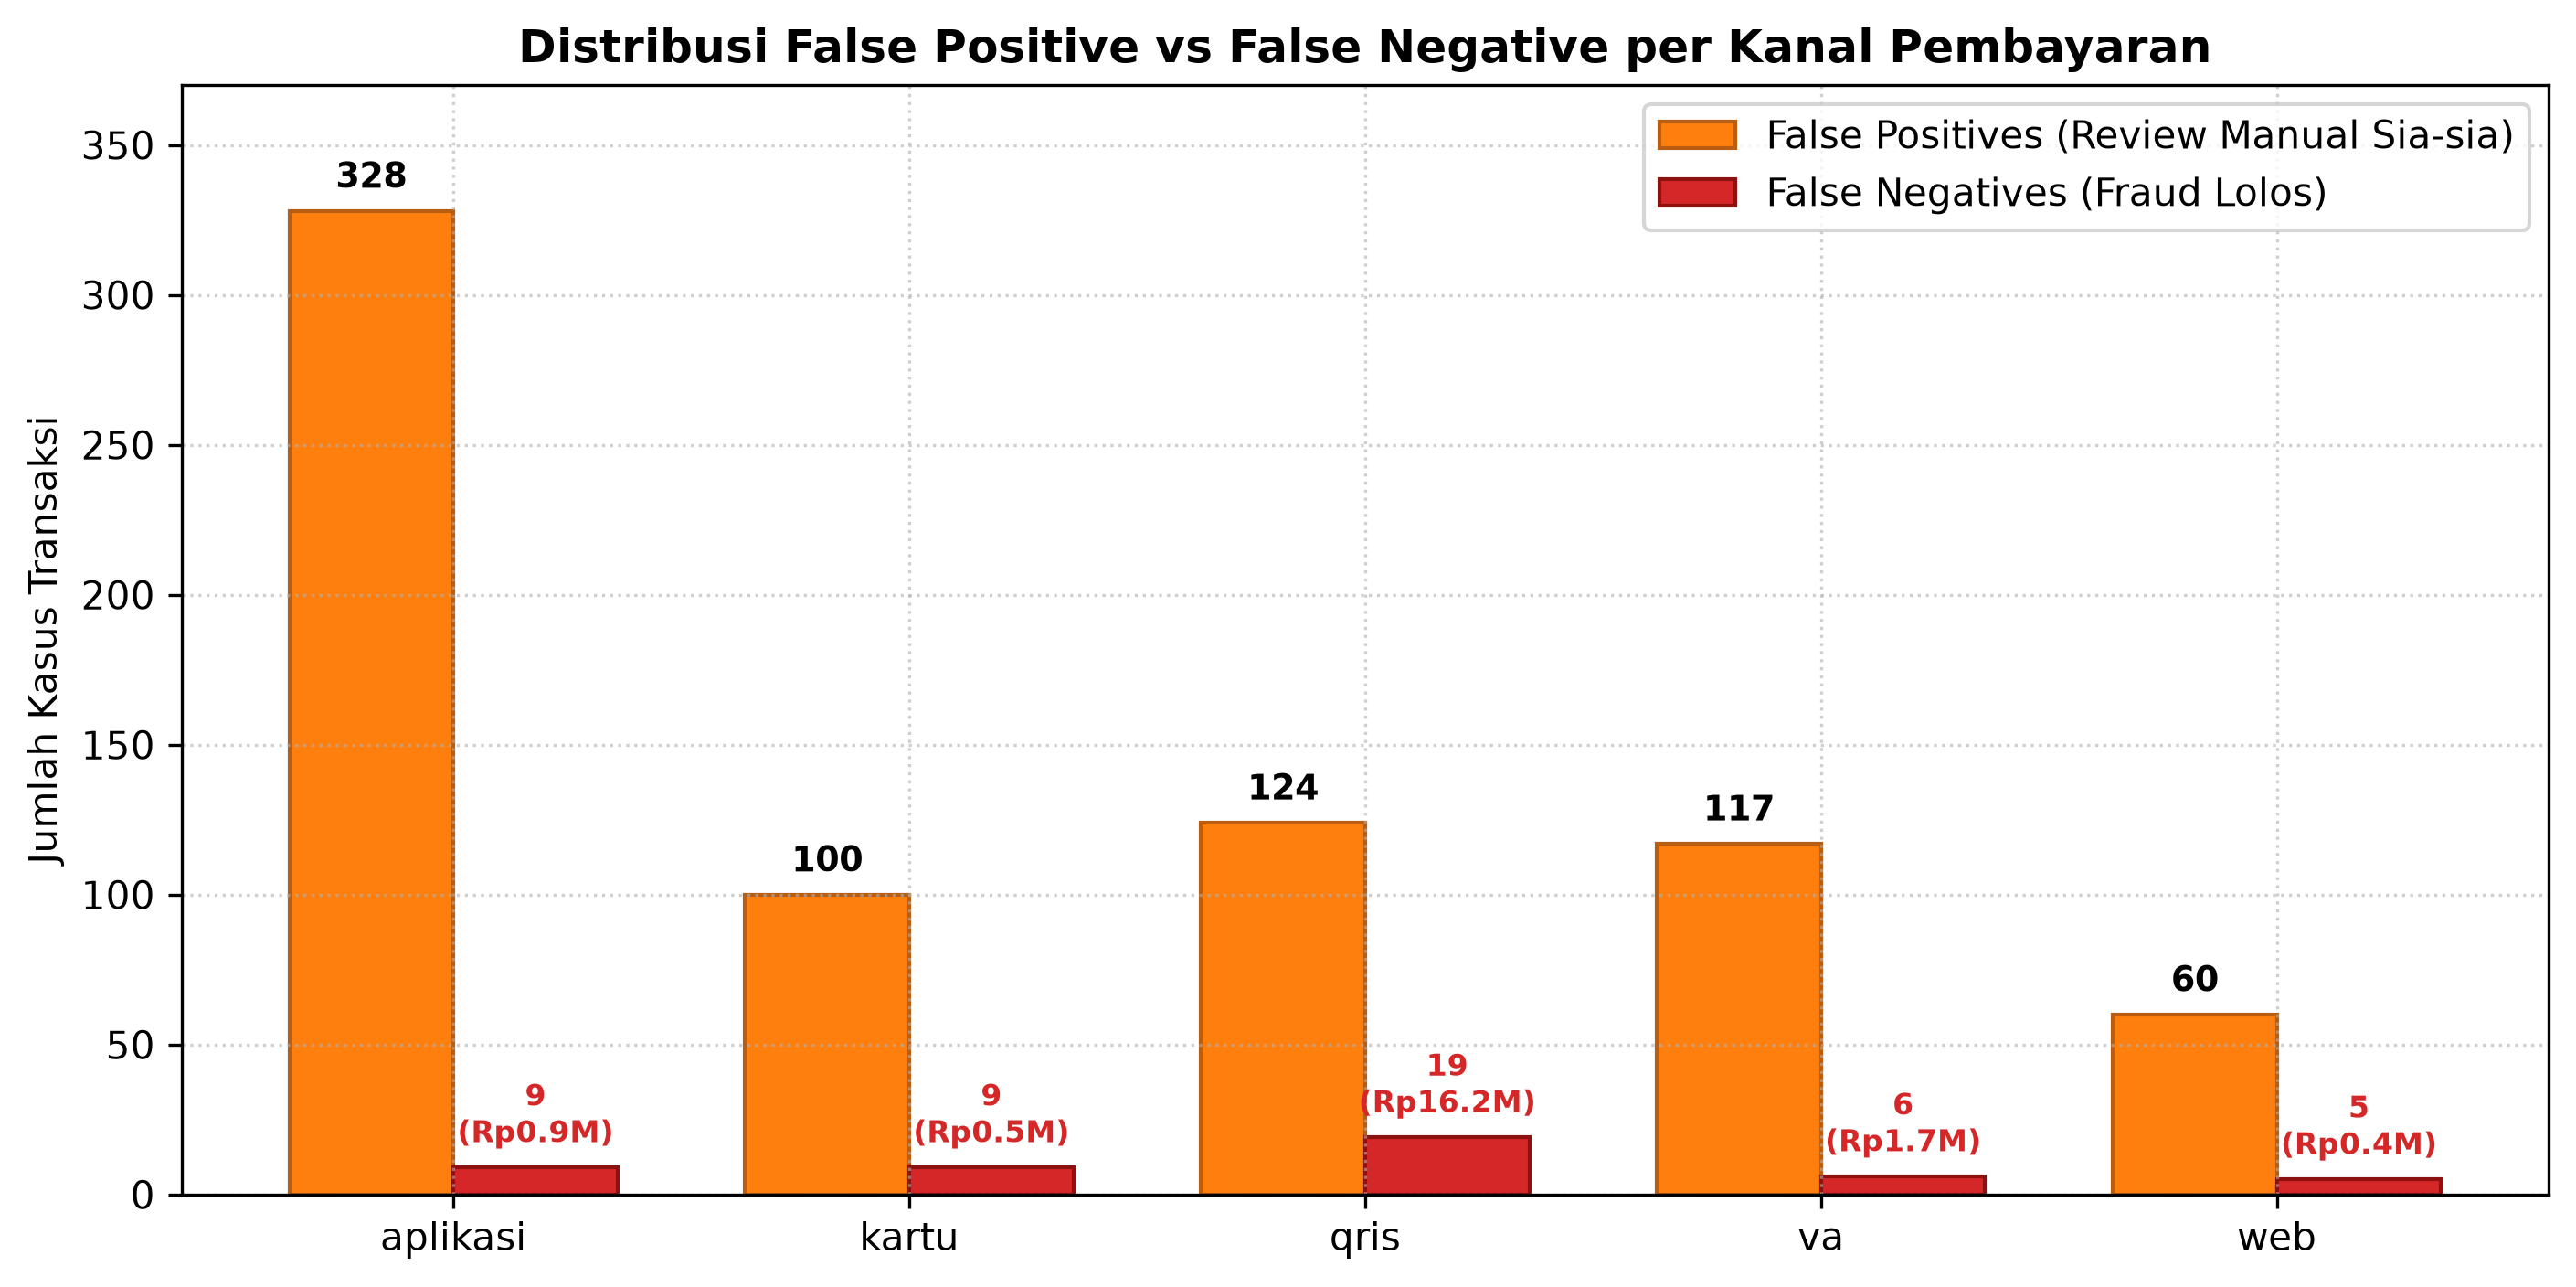 Distribusi False Positive vs False Negative per Kanal Pembayaran
Jumlah Kasus Transaksi
350
300
250
200
150
100
50
0
False Positives (Review Manual Sia-sia)
False Negatives (Fraud Lolos)
328
9
(Rp0.9M)
100
9
(Rp0.5M)
124
19
(Rp16.2M)
117
6
(Rp1.7M)
60
5
(Rp0.4M)
aplikasi
kartu
qris
va
web